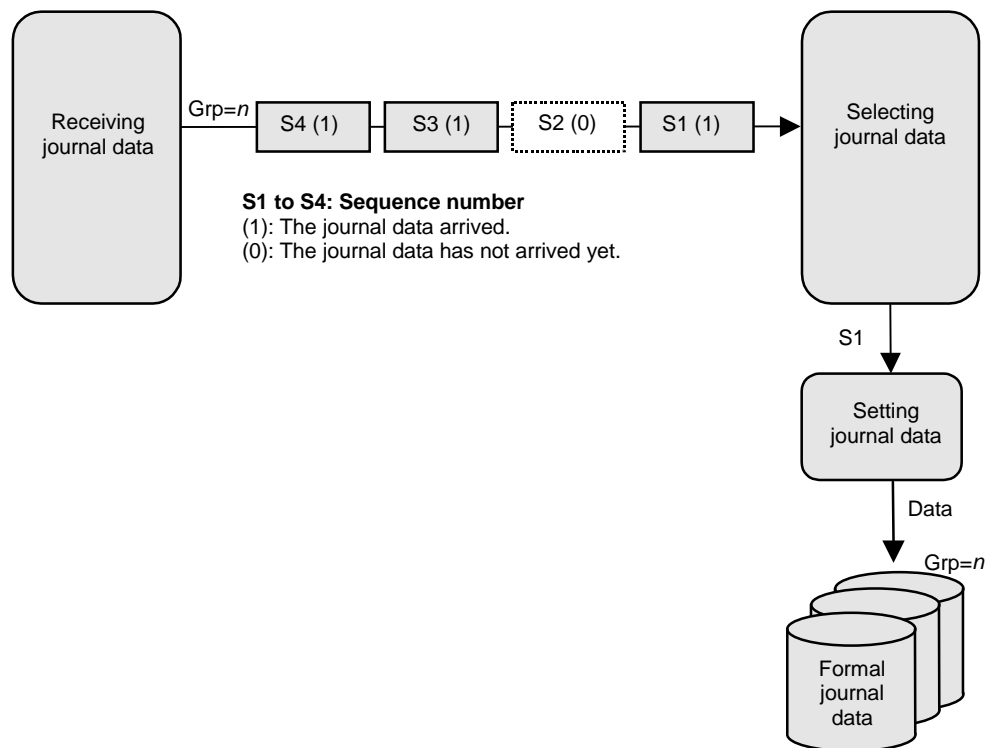 Receiving
journal data
Grp=n
S4 (1)
S3 (1)
S2 (0)
S1 (1)
Selecting
journal data
S1 to S4: Sequence number
(1): The journal data arrived.
(0): The journal data has not arrived yet.
S1
Setting
journal data
Data
Grp=n
Formal
journal
data